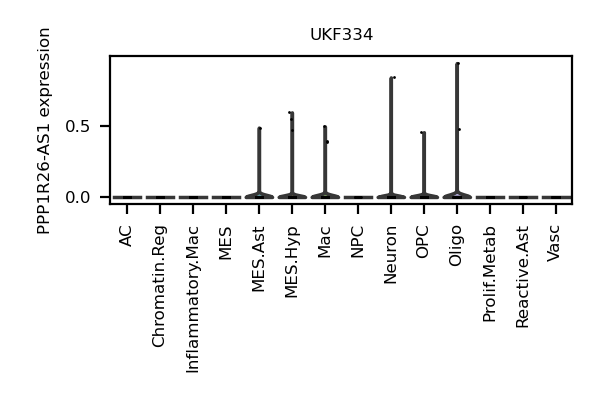 UKF334
PPP1R26-AS1 expression
0.5
0.0
AC
Chromatin.Reg
Inflammatory.Mac
MES
MES.Ast
MES.Hyp
Mac
NPC
Neuron
OPC
Oligo
Prolif.Metab
Reactive.Ast
Vasc